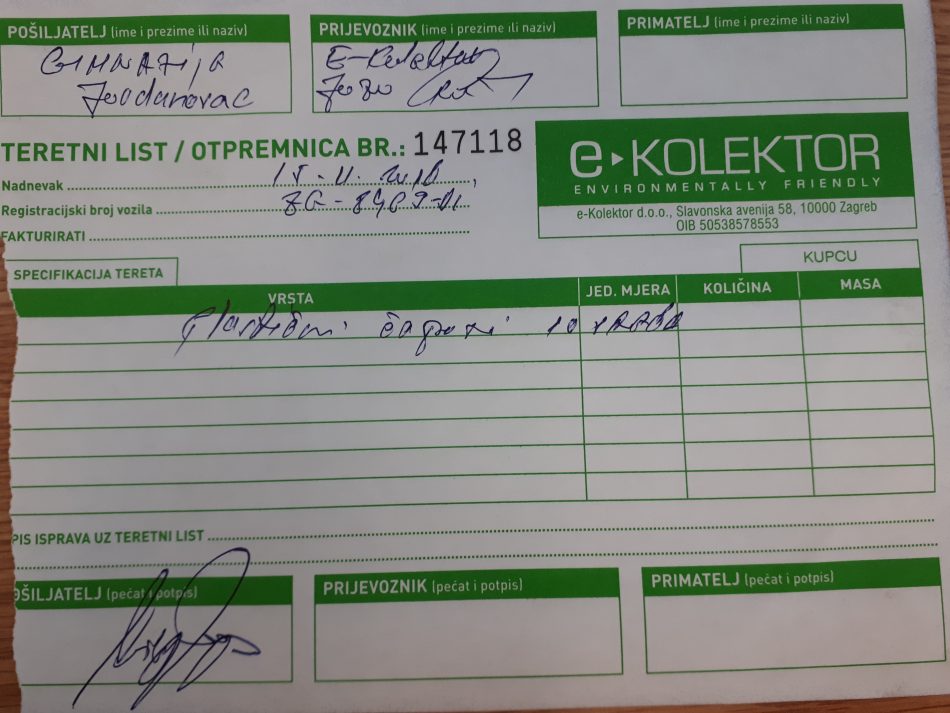 POŠILJATELJ (ime i prezime ili naziv)
GIMNAZIJA
Jordanovac
PRIJEVOZNIK (ime i prezime ili naziv)
E-Kolektor
Jozo
PRIMATELJ (ime i prezime ili naziv)
TERETNI LIST / OTPREMNICA BR.: 147118
Nadnevak
Registracijski broj vozila ZG-
FAKTURIRATI
e KOLEKTOR
ENVIRONMENTALLY FRIENDLY
e-Kolektor d.o.o., Slavonska avenija 58, 10000 Zagreb
OIB 50538578553
KUPCU
SPECIFIKACIJA TERETA
VRSTA JED. MJERA KOLIČINA MASA
Plastični čepovi 10
PIS ISPRAVA UZ TERETNI LIST
OŠILJATELJ (pečat i potpis)
PRIJEVOZNIK (pečat i potpis)
PRIMATELJ (pečat i potpis)